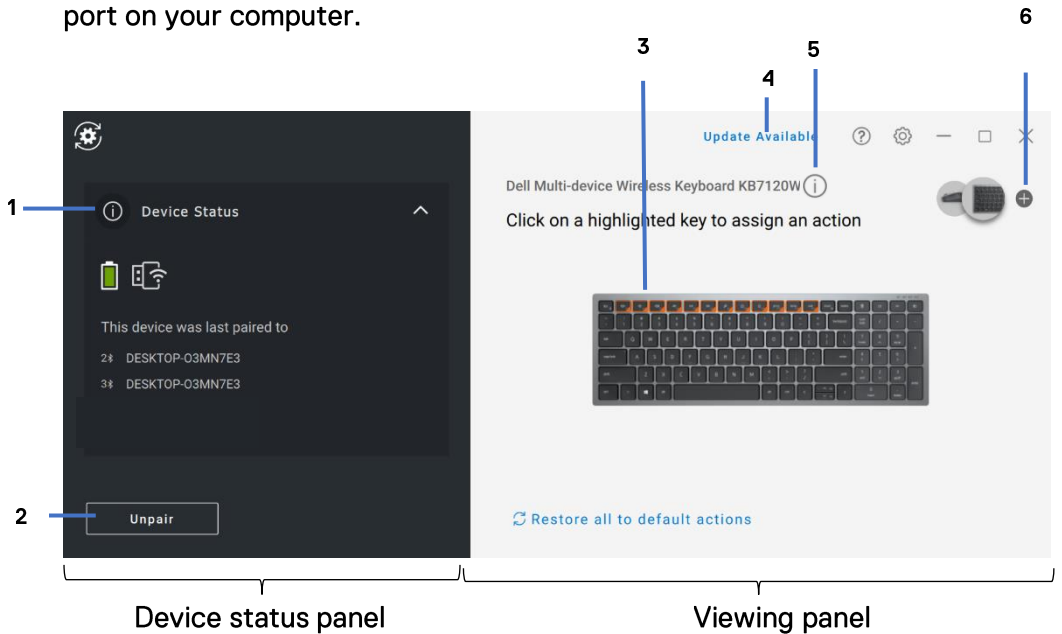 port on your computer.
6
3
5
4
Update Available
Dell Multi-device Wireless Keyboard KB7120W
1
Device Status
Click on a highlighted key to assign an action
This device was last paired to
2 DESKTOP-O3MN7E3
3 DESKTOP-O3MN7E3
2
Unpair
Restore all to default actions
Device status panel
Viewing panel